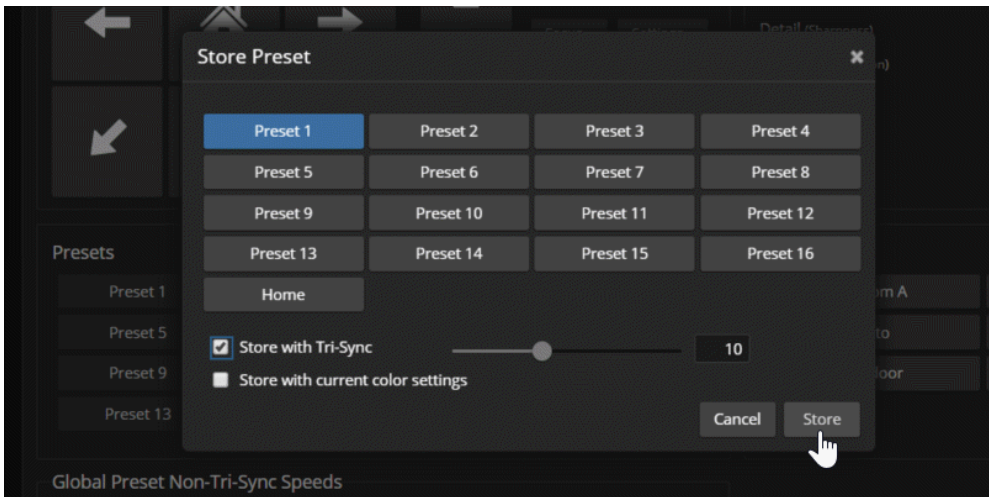 Detail (Sharpness)
Store Preset
Preset 1 Preset 2 Preset 3 Preset 4
Preset 5 Preset 6 Preset 7 Preset 8
Preset 9 Preset 10 Preset 11 Preset 12
Preset 13 Preset 14 Preset 15 Preset 16
Home
Store with Tri-Sync 10
Store with current color settings
Cancel Store
Presets
Preset 1
Preset 5
Preset 9
Preset 13
Global Preset Non-Tri-Sync Speeds